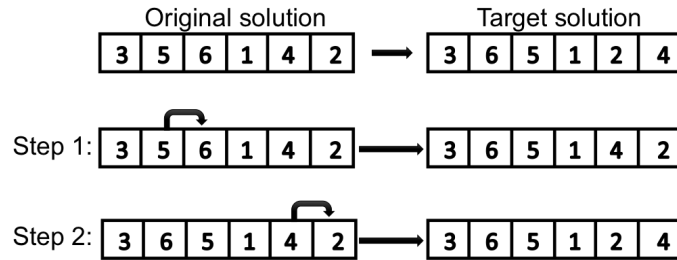 Original solution Target solution
3 5 6 1 4 2 3 6 5 1 2 4
Step 1: 3 5 6 1 4 2 3 6 5 1 4 2
Step 2: 3 6 5 1 4 2 3 6 5 1 2 4